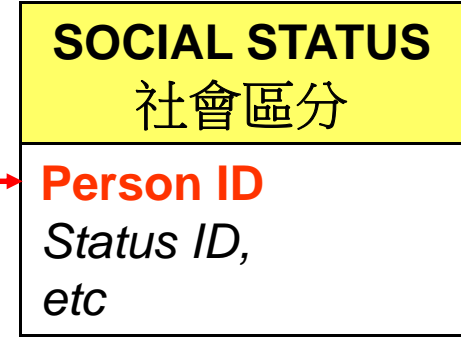 SOCIAL STATUS
社會區分
Person ID
Status ID,
etc